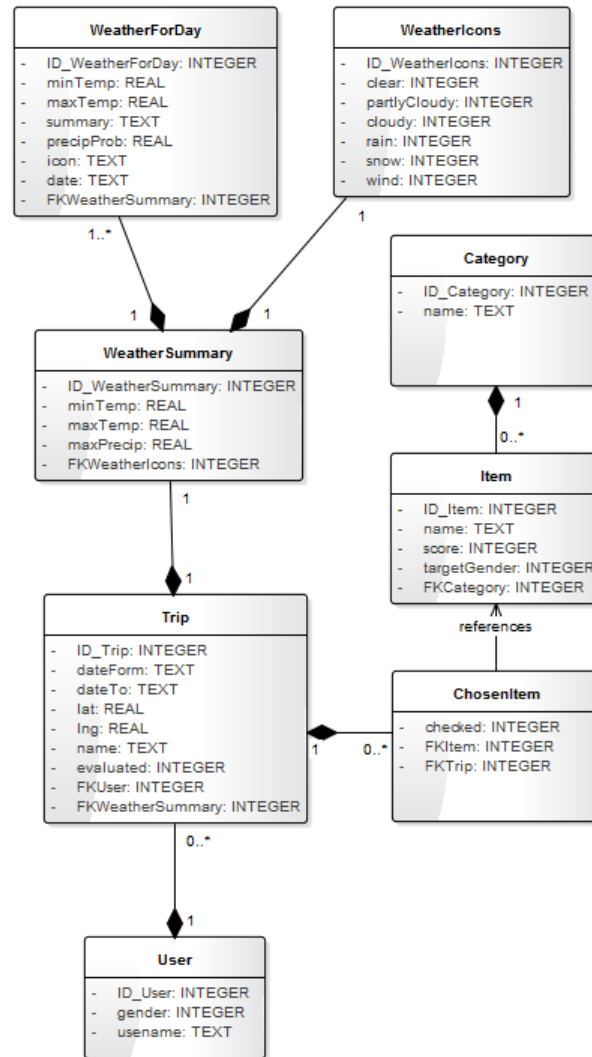 WeatherForDay
- ID_WeatherForDay: INTEGER
- minTemp: REAL
- maxTemp: REAL
- summary: TEXT
- precipProb: REAL
- icon: TEXT
- date: TEXT
- FKWeatherSummary: INTEGER
WeatherIcons
- ID_WeatherIcons: INTEGER
- clear: INTEGER
- partlyCloudy: INTEGER
- cloudy: INTEGER
- rain: INTEGER
- snow: INTEGER
- wind: INTEGER
1..*
1
1
1
Category
- ID_Category: INTEGER
- name: TEXT
WeatherSummary
- ID_WeatherSummary: INTEGER
- minTemp: REAL
- maxTemp: REAL
- maxPrecip: REAL
- FKWeatherIcons: INTEGER
1
0..*
Item
- ID_Item: INTEGER
- name: TEXT
- score: INTEGER
- targetGender: INTEGER
- FKCategory: INTEGER
1
1
references
Trip
- ID_Trip: INTEGER
- dateForm: TEXT
- dateTo: TEXT
- lat: REAL
- lng: REAL
- name: TEXT
- evaluated: INTEGER
- FKUser: INTEGER
- FKWeatherSummary: INTEGER
1
0..*
ChosenItem
- checked: INTEGER
- FKItem: INTEGER
- FKTrip: INTEGER
0..*
1
User
- ID_User: INTEGER
- gender: INTEGER
- usename: TEXT